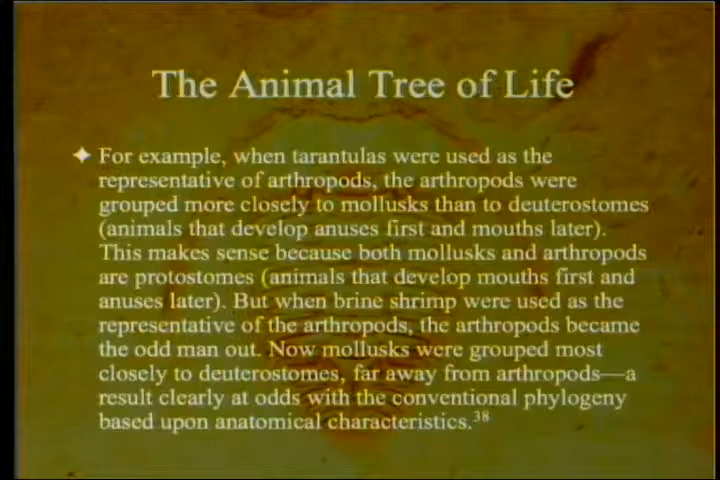 The Animal Tree of Life
✦ For example, when tarantulas were used as the
representative of arthropods, the arthropods were
grouped more closely to mollusks than to deuterostomes
(animals that develop anuses first and mouths later).
This makes sense because both mollusks and arthropods
are protostomes (animals that develop mouths first and
anuses later). But when brine shrimp were used as the
representative of the arthropods, the arthropods became
the odd man out. Now mollusks were grouped most
closely to deuterostomes, far away from arthropods—a
result clearly at odds with the conventional phylogeny
based upon anatomical characteristics.38